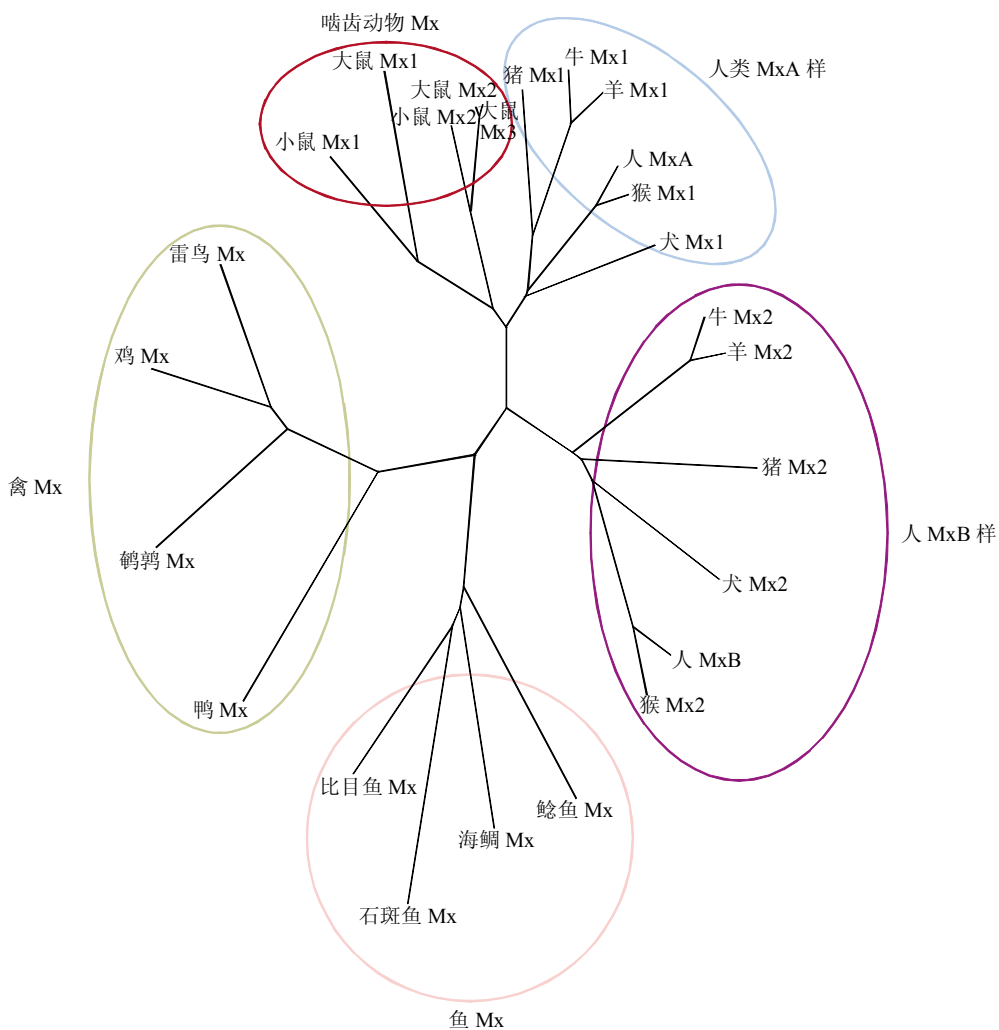 啮齿动物 Mx
大鼠 Mx1
牛 Mx1
人类 MxA 样
猪 Mx1
大鼠 Mx2
羊 Mx1
小鼠 Mx2
大鼠
Mx3
小鼠 Mx1
人 MxA
猴 Mx1
犬 Mx1
雷鸟 Mx
牛 Mx2
鸡 Mx
羊 Mx2
猪 Mx2
禽 Mx
人 MxB 样
鹌鹑 Mx
犬 Mx2
人 MxB
猴 Mx2
鸭 Mx
比目鱼 Mx
鲶鱼 Mx
海鲷 Mx
石斑鱼 Mx
鱼 Mx